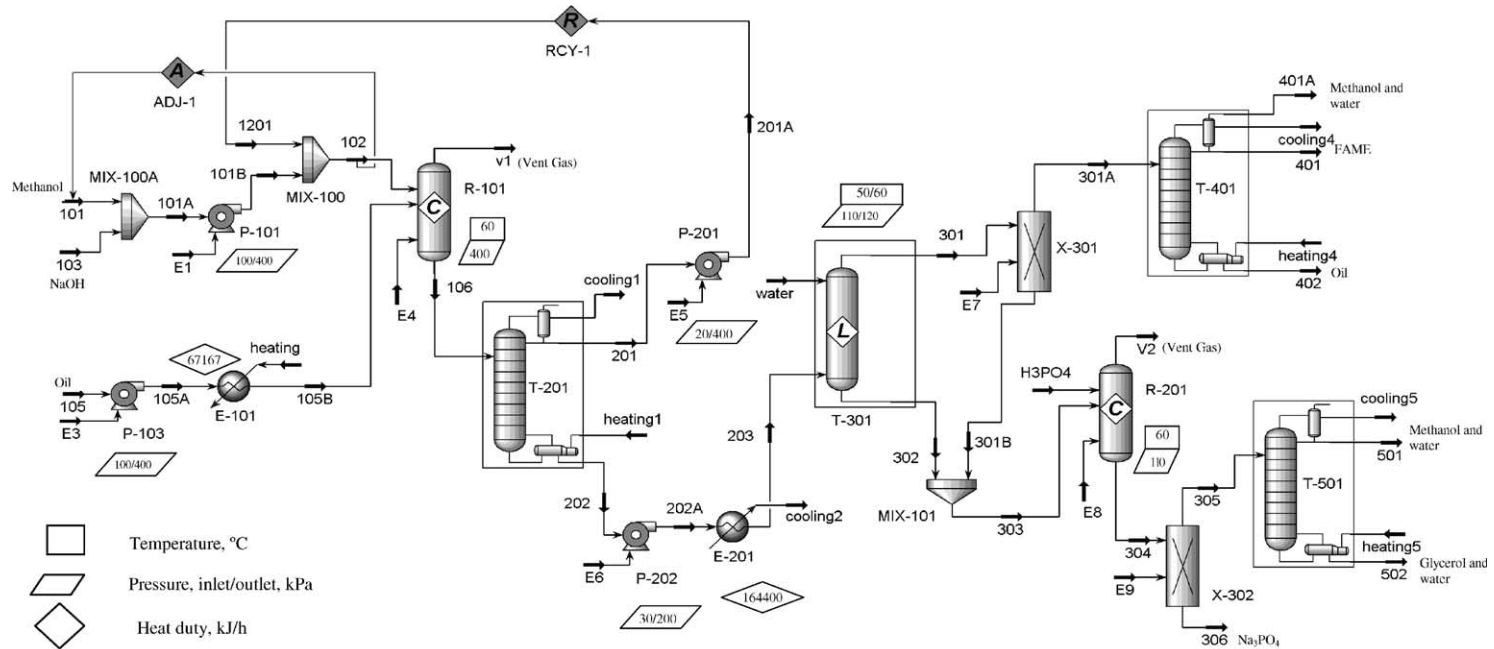 R
RCY-1
A
ADJ-1
1201
102
201A
MIX-100A
101B
MIX-100
Methanol
101
101A
P-101
103
NaOH
E1
100/400
v1 (Vent Gas)
R-101
C
60
400
E4
106
67167
heating
Oil
105
105A
E-101
105B
E3
P-103
100/400
cooling1
201
T-201
heating1
202
P-201
E5
20/400
202A
E6
P-202
30/200
E-201
cooling2
164400
203
50/60
110/120
water
L
T-301
301
302
E7
X-301
301A
301B
MIX-101
303
401A
Methanol and
water
cooling4
401
FAME
T-401
heating4
402
Oil
V2 (Vent Gas)
H3PO4
R-201
C
60
110
E8
304
E9
X-302
305
306
Na3PO4
cooling5
Methanol and
water
501
T-501
heating5
502
Glycerol and
water
Temperature, ºC
Pressure, inlet/outlet, kPa
Heat duty, kJ/h